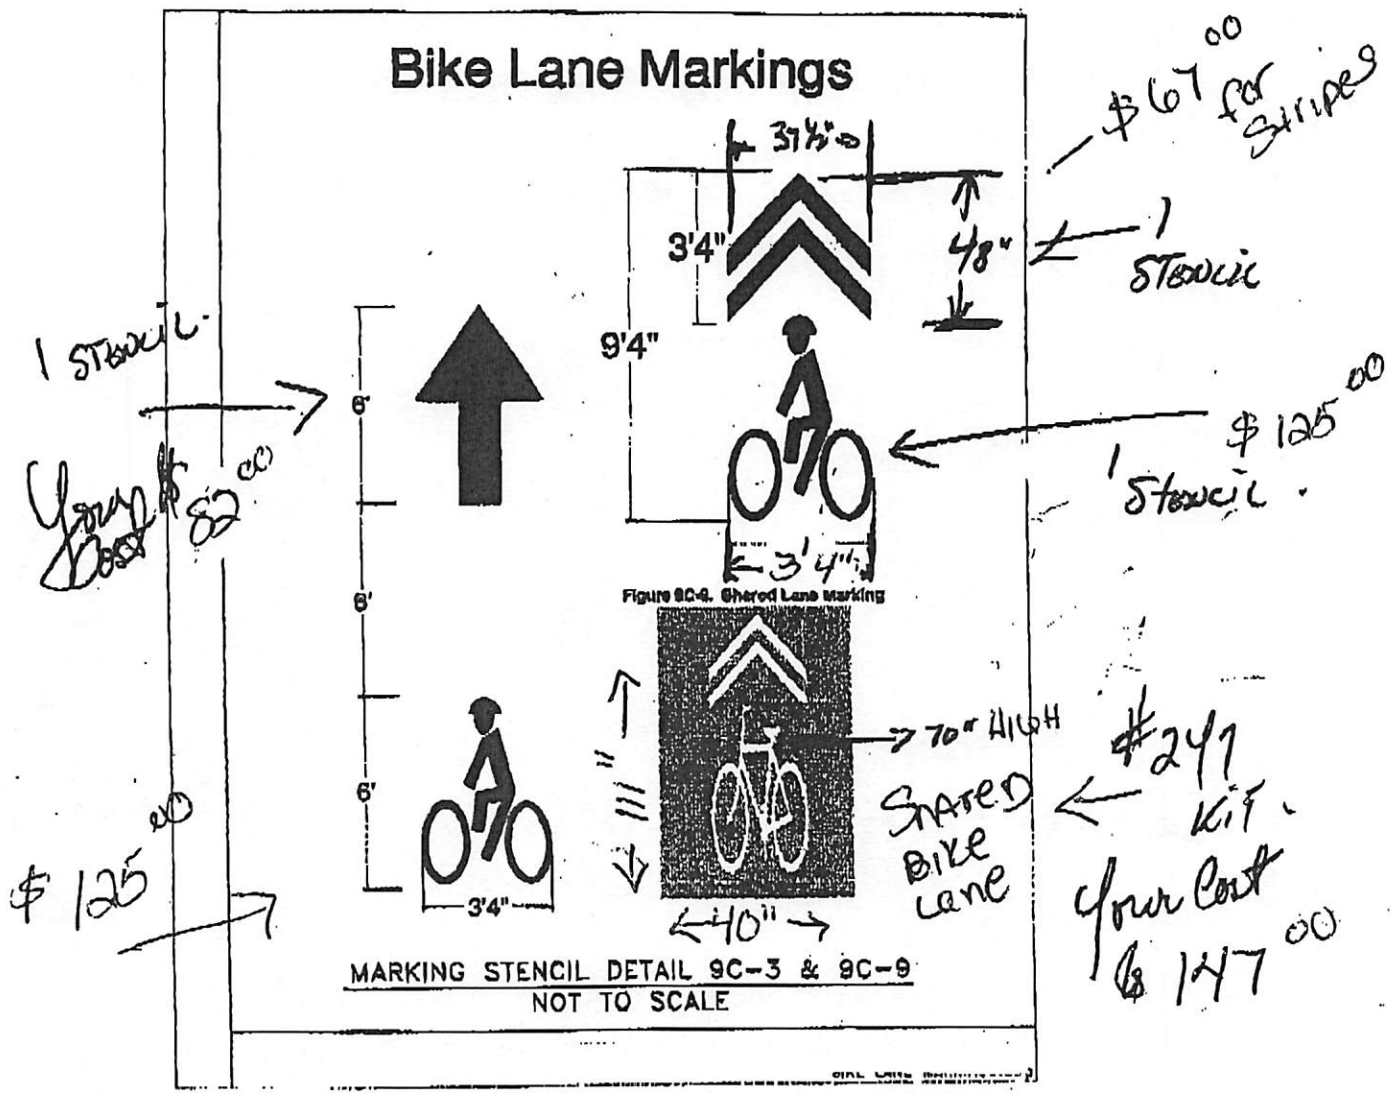 Bike Lane Markings
$67 00 for
stripes
37½"
3'4"
48"
1
STENCIL
9'4"
1 STENCIL.
6'
Your $ 82 00
Cost
$ 125 00
1
Stencil.
3'4"
Figure 9C-9. Shared Lane Marking
6'
70" HIGH
#247
KIT.
111"
SHARED
BIKE
Lane
Your Cost
$ 147 00
6'
$ 125 00
3'4"
40"
MARKING STENCIL DETAIL 9C-3 & 9C-9
NOT TO SCALE